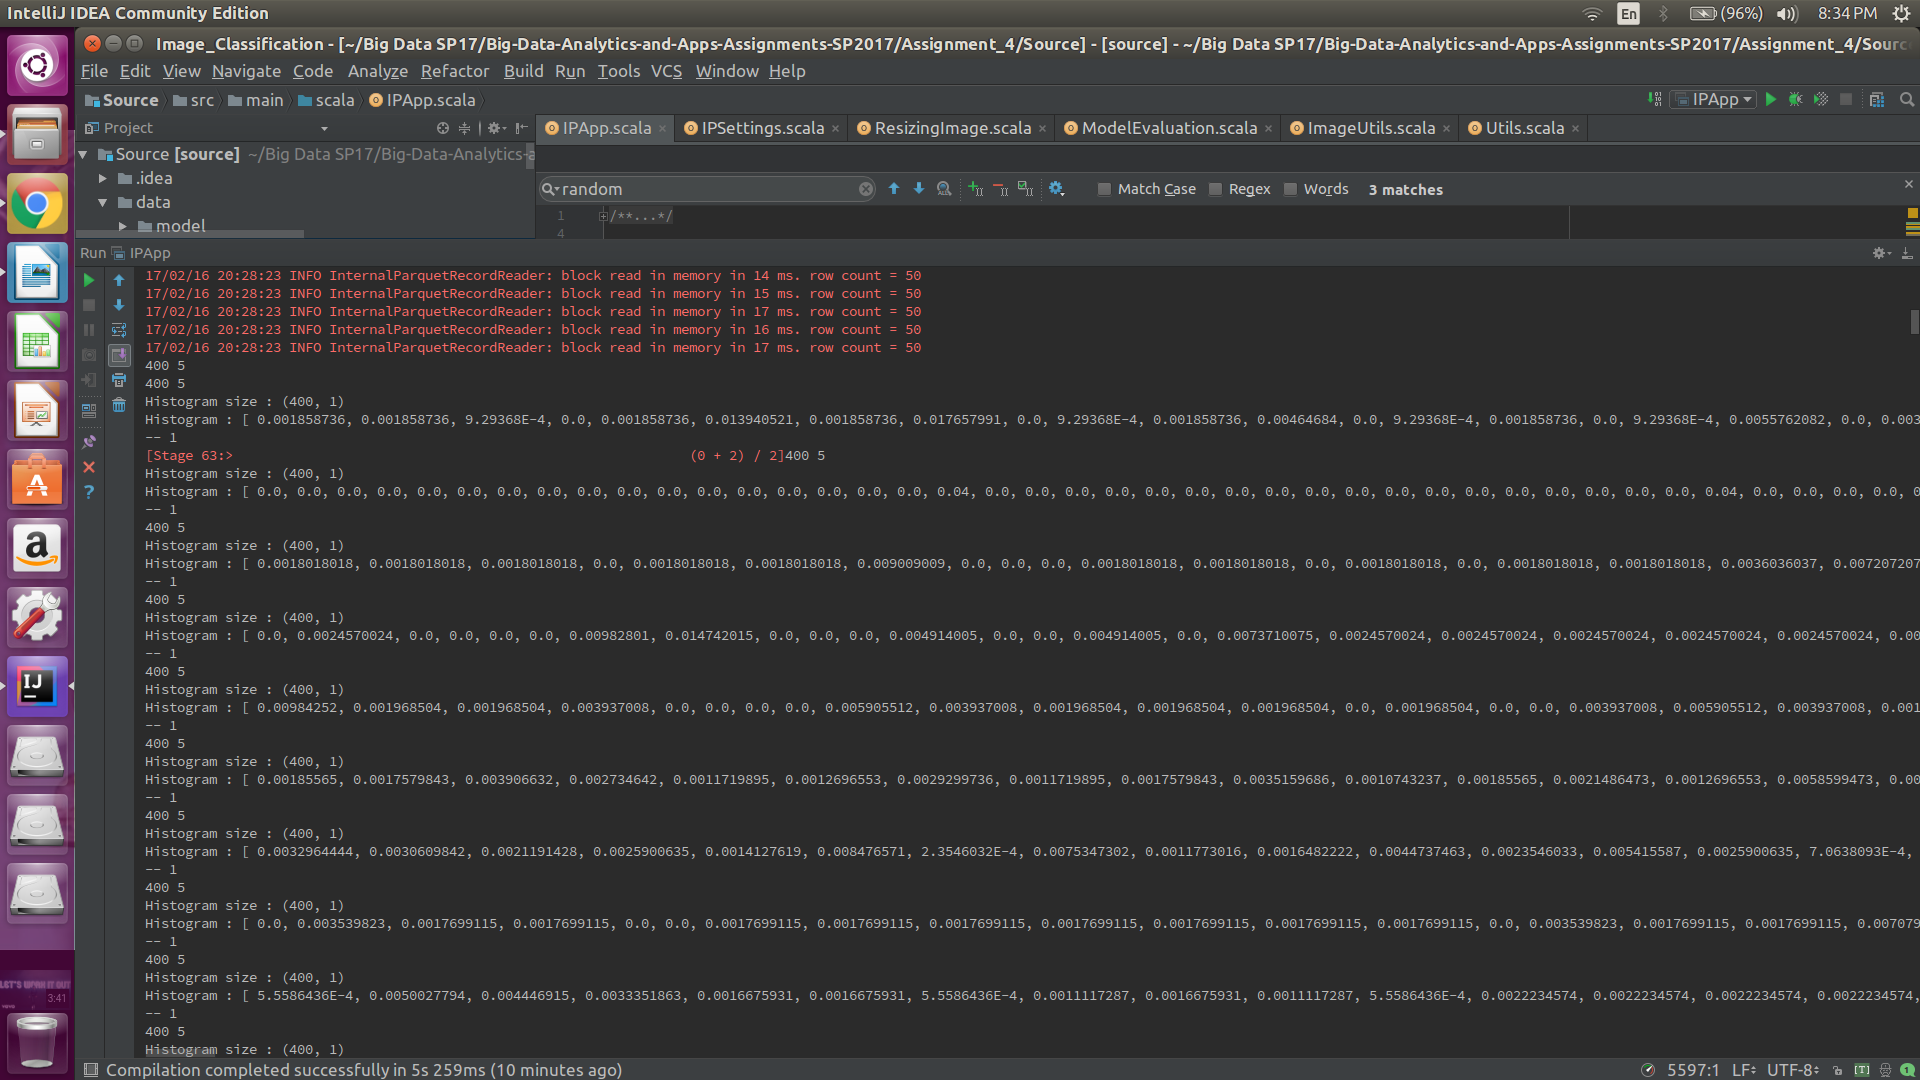 IntelliJ IDEA Community Edition
En (96%) 8:34 PM
Image_Classification - [~/Big Data SP17/Big-Data-Analytics-and-Apps-Assignments-SP2017/Assignment_4/Source] - [source] - ~/Big Data SP17/Big-Data-Analytics-and-Apps-Assignments-SP2017/Assignment_4/Sourc
File Edit View Navigate Code Analyze Refactor Build Run Tools VCS Window Help
Source src main scala IPApp.scala IPApp
Project IPApp.scala IPSettings.scala ResizingImage.scala ModelEvaluation.scala ImageUtils.scala Utils.scala
Source [source] ~/Big Data SP17/Big-Data-Analytics-a
.idea
data
model
random Match Case Regex Words 3 matches
1 /**...*/
4
Run IPApp
17/02/16 20:28:23 INFO InternalParquetRecordReader: block read in memory in 14 ms. row count = 50
17/02/16 20:28:23 INFO InternalParquetRecordReader: block read in memory in 15 ms. row count = 50
17/02/16 20:28:23 INFO InternalParquetRecordReader: block read in memory in 17 ms. row count = 50
17/02/16 20:28:23 INFO InternalParquetRecordReader: block read in memory in 16 ms. row count = 50
17/02/16 20:28:23 INFO InternalParquetRecordReader: block read in memory in 17 ms. row count = 50
400 5
400 5
Histogram size : (400, 1)
Histogram : [ 0.001858736, 0.001858736, 9.29368E-4, 0.0, 0.001858736, 0.013940521, 0.001858736, 0.017657991, 0.0, 9.29368E-4, 0.001858736, 0.00464684, 0.0, 9.29368E-4, 0.001858736, 0.0, 9.29368E-4, 0.0055762082, 0.0, 0.003
-- 1
[Stage 63:> (0 + 2) / 2]400 5
Histogram size : (400, 1)
Histogram : [ 0.0, 0.0, 0.0, 0.0, 0.0, 0.0, 0.0, 0.0, 0.0, 0.0, 0.0, 0.0, 0.0, 0.0, 0.0, 0.0, 0.0, 0.04, 0.0, 0.0, 0.0, 0.0, 0.0, 0.0, 0.0, 0.0, 0.0, 0.0, 0.0, 0.0, 0.0, 0.0, 0.0, 0.0, 0.0, 0.0, 0.04, 0.0, 0.0, 0.0, 0.0, 0
-- 1
400 5
Histogram size : (400, 1)
Histogram : [ 0.0018018018, 0.0018018018, 0.0018018018, 0.0, 0.0018018018, 0.0018018018, 0.009009009, 0.0, 0.0, 0.0, 0.0018018018, 0.0018018018, 0.0, 0.0018018018, 0.0, 0.0018018018, 0.0018018018, 0.0036036037, 0.007207207
-- 1
400 5
Histogram size : (400, 1)
Histogram : [ 0.0, 0.0024570024, 0.0, 0.0, 0.0, 0.0, 0.00982801, 0.014742015, 0.0, 0.0, 0.0, 0.004914005, 0.0, 0.0, 0.004914005, 0.0, 0.0073710075, 0.0024570024, 0.0024570024, 0.0024570024, 0.0024570024, 0.0024570024, 0.00
-- 1
400 5
Histogram size : (400, 1)
Histogram : [ 0.00984252, 0.001968504, 0.001968504, 0.003937008, 0.0, 0.0, 0.0, 0.0, 0.005905512, 0.003937008, 0.001968504, 0.001968504, 0.001968504, 0.0, 0.001968504, 0.0, 0.0, 0.003937008, 0.005905512, 0.003937008, 0.001
-- 1
400 5
Histogram size : (400, 1)
Histogram : [ 0.00185565, 0.0017579843, 0.003906632, 0.002734642, 0.0011719895, 0.0012696553, 0.0029299736, 0.0011719895, 0.0017579843, 0.0035159686, 0.0010743237, 0.00185565, 0.0021486473, 0.0012696553, 0.0058599473, 0.00
-- 1
400 5
Histogram size : (400, 1)
Histogram : [ 0.0032964444, 0.0030609842, 0.0021191428, 0.0025900635, 0.0014127619, 0.008476571, 2.3546032E-4, 0.0075347302, 0.0011773016, 0.0016482222, 0.0044737463, 0.0023546033, 0.005415587, 0.0025900635, 7.0638093E-4,
-- 1
400 5
Histogram size : (400, 1)
Histogram : [ 0.0, 0.003539823, 0.0017699115, 0.0017699115, 0.0, 0.0, 0.0017699115, 0.0017699115, 0.0017699115, 0.0017699115, 0.0017699115, 0.0017699115, 0.0017699115, 0.0, 0.003539823, 0.0017699115, 0.0017699115, 0.007079
-- 1
400 5
Histogram size : (400, 1)
Histogram : [ 5.5586436E-4, 0.0050027794, 0.004446915, 0.0033351863, 0.0016675931, 0.0016675931, 5.5586436E-4, 0.0011117287, 0.0016675931, 0.0011117287, 5.5586436E-4, 0.0022234574, 0.0022234574, 0.0022234574, 0.0022234574,
-- 1
400 5
Histogram size : (400, 1)
Compilation completed successfully in 5s 259ms (10 minutes ago) 5597:1 LF UTF-8